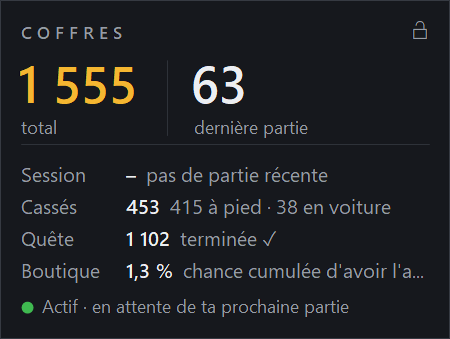 COFFRES
1 555
63
total
dernière partie
Session – pas de partie récente
Cassés 453 415 à pied · 38 en voiture
Quête 1 102 terminée ✓
Boutique 1,3 % chance cumulée d'avoir l'a...
Actif · en attente de ta prochaine partie